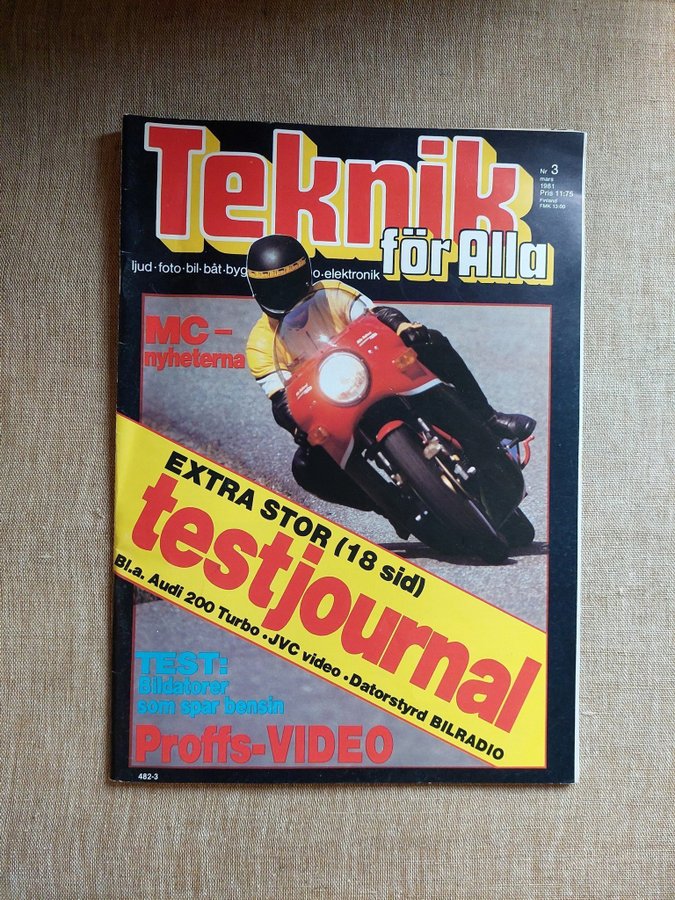 Teknik
för Alla
Nr 3
mars
1981
Pris 11:75
Finland
FMK 13:00
ljud·foto·bil·båt·byg o·elektronik
MC-
nyheterna
EXTRA STOR (18 sid)
testjournal
Bl.a. Audi 200 Turbo·JVC video·Datorstyrd BILRADIO
TEST:
Bildatorer
som spar bensin
Proffs-VIDEO
482-3